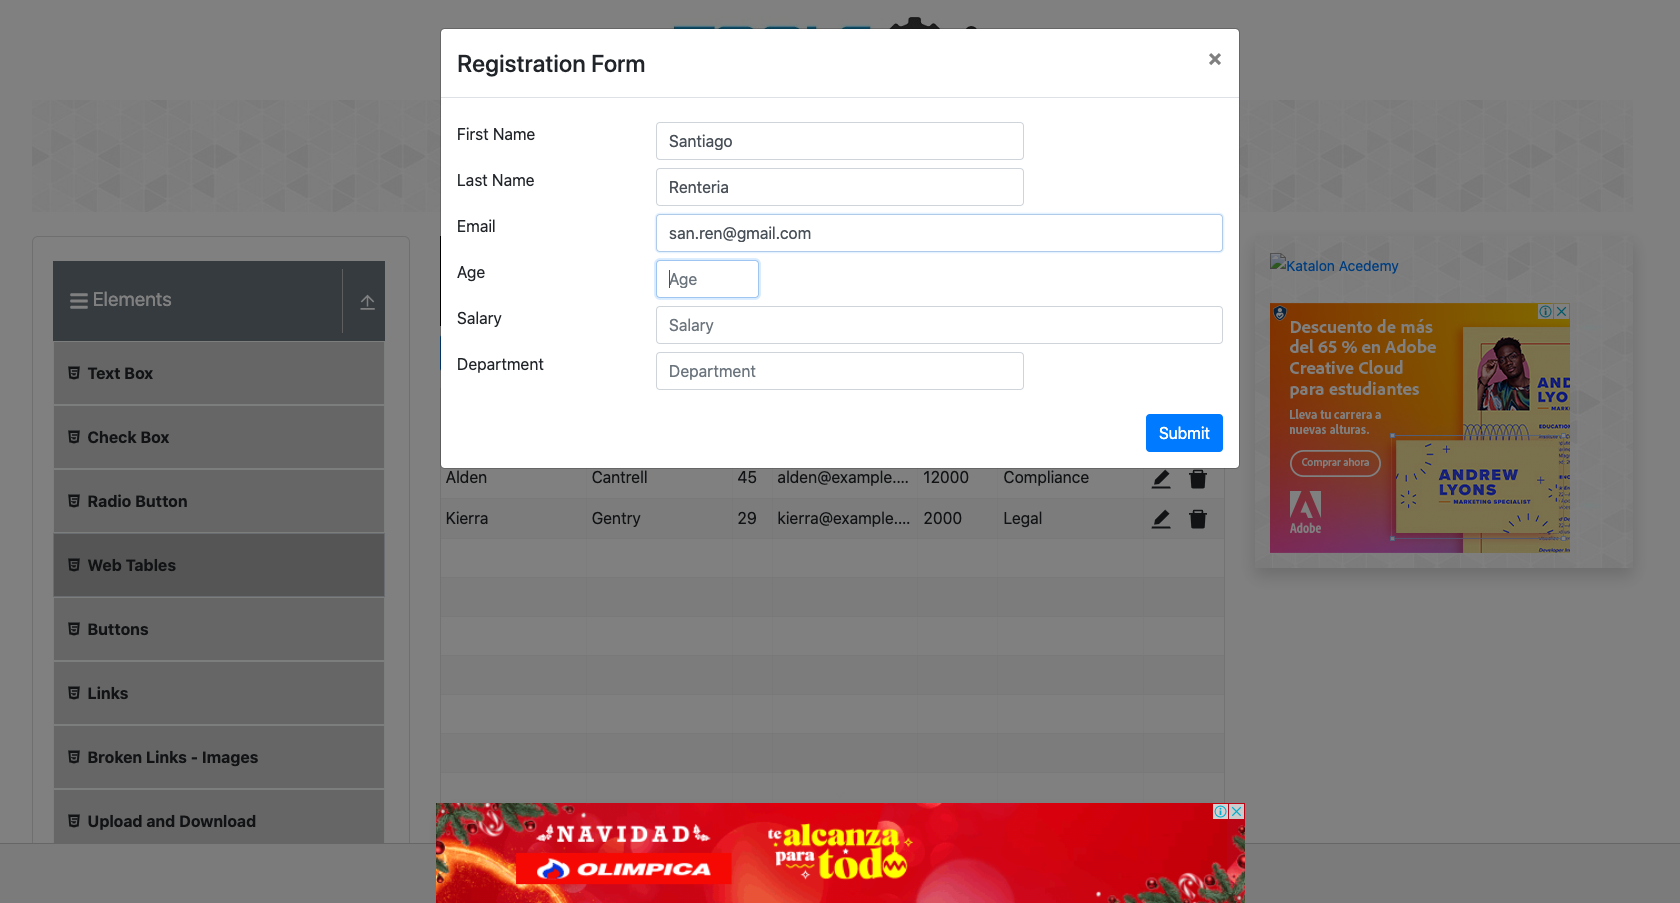 Registration Form
×
First Name
Santiago
Last Name
Renteria
Email
san.ren@gmail.com
Age
Age
Salary
Salary
Department
Department
Submit
Elements
Text Box
Check Box
Radio Button
Web Tables
Buttons
Links
Broken Links - Images
Upload and Download
Alden Cantrell 45 alden@example.... 12000 Compliance
Kierra Gentry 29 kierra@example.... 2000 Legal
Katalon Acedemy
Descuento de más
del 65 % en Adobe
Creative Cloud
para estudiantes
Lleva tu carrera a
nuevas alturas.
Comprar ahora
Adobe
AND
LYO
MARK
EDUCATION
ANDREW
LYONS
MARKETING SPECIALIST
NAVIDAD
OLIMPICA
te
alcanza
para
todo